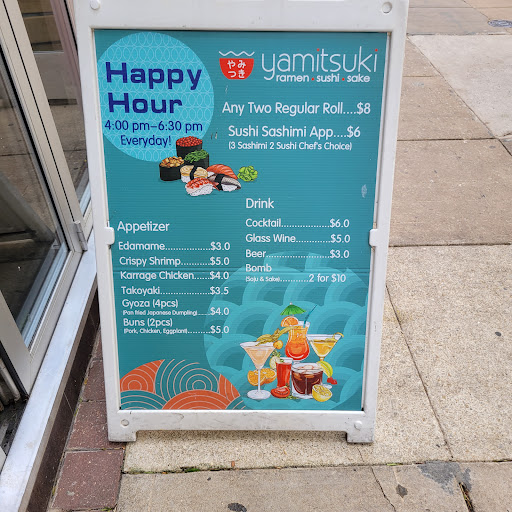 Happy
Hour
4:00 pm–6:30 pm
Everyday!
やみ
つき
yamitsuki
ramen sushi sake
Any Two Regular Roll....$8
Sushi Sashimi App....$6
(3 Sashimi 2 Sushi Chef's Choice)
Appetizer
Edamame...............$3.0
Crispy Shrimp........$5.0
Karrage Chicken....$4.0
Takoyaki................$3.5
Gyoza (4pcs)
(Pan fried Japanese Dumpling)....$4.0
Buns (2pcs)
(Pork, Chicken, Eggplant)....$5.0
Drink
Cocktail................$6.0
Glass Wine...........$5.0
Beer.....................$3.0
Bomb
(Soju & Sake)..........2 for $10